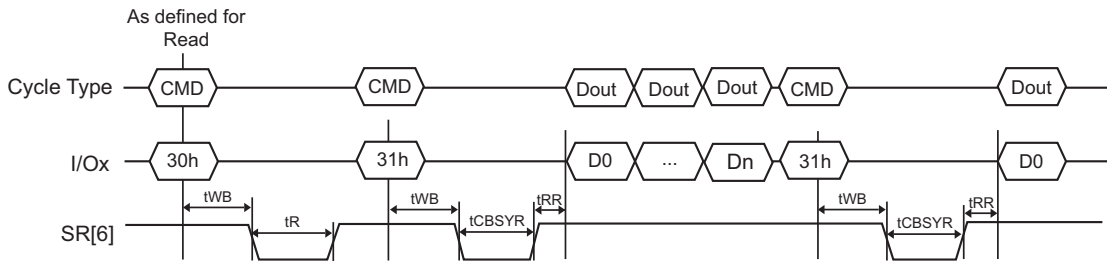 As defined for
Read
Cycle Type CMD CMD Dout Dout Dout CMD Dout
I/Ox 30h 31h D0 ... Dn 31h D0
tWB tR tWB tCBSYR tRR tWB tCBSYR tRR
SR[6]